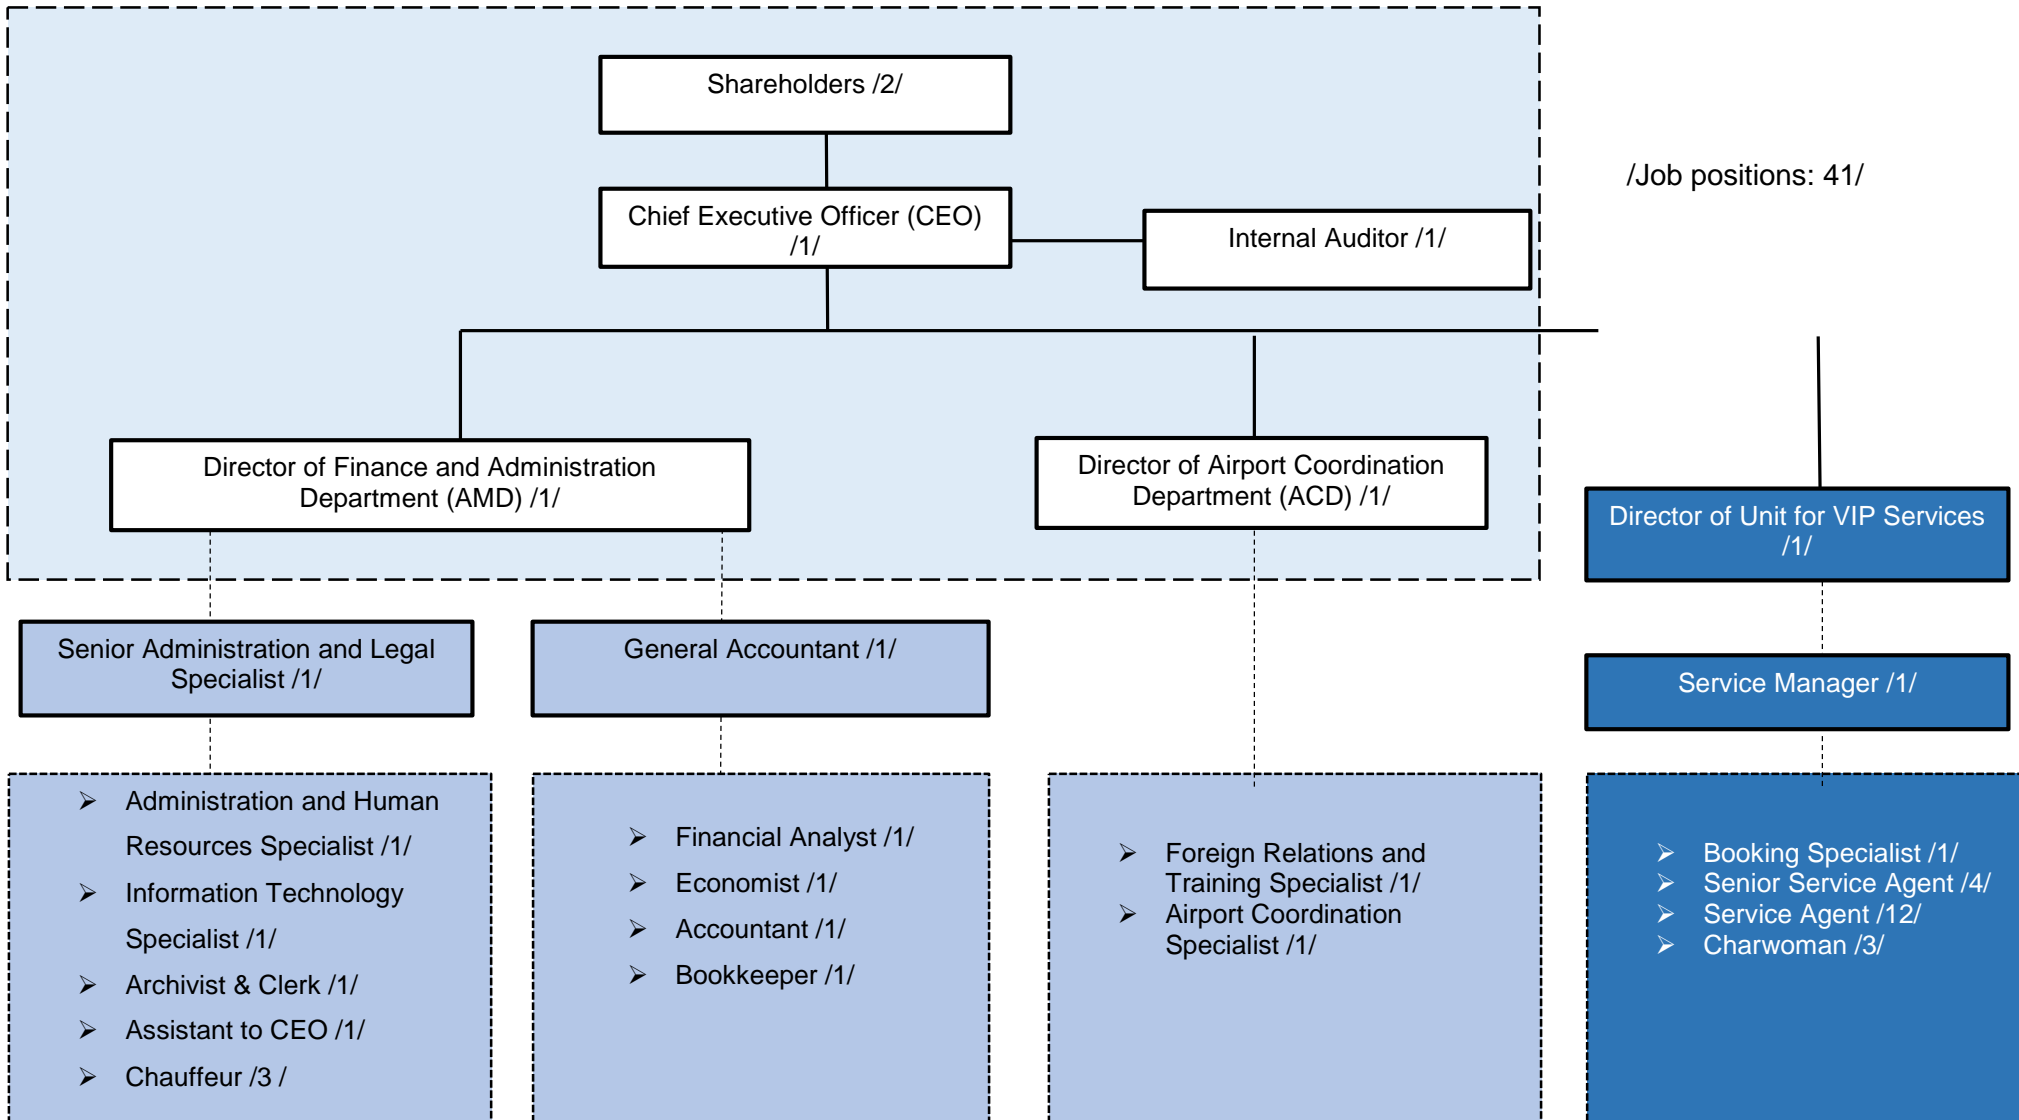 Shareholders /2/
/Job positions: 41/
Chief Executive Officer (CEO)
/1/
Internal Auditor /1/
Director of Finance and Administration
Department (AMD) /1/
Director of Airport Coordination
Department (ACD) /1/
Director of Unit for VIP Services
/1/
Senior Administration and Legal
Specialist /1/
General Accountant /1/
Service Manager /1/
➢ Administration and Human
Resources Specialist /1/
➢ Information Technology
Specialist /1/
➢ Archivist & Clerk /1/
➢ Assistant to CEO /1/
➢ Chauffeur /3 /
➢ Financial Analyst /1/
➢ Economist /1/
➢ Accountant /1/
➢ Bookkeeper /1/
➢ Foreign Relations and
Training Specialist /1/
➢ Airport Coordination
Specialist /1/
➢ Booking Specialist /1/
➢ Senior Service Agent /4/
➢ Service Agent /12/
➢ Charwoman /3/